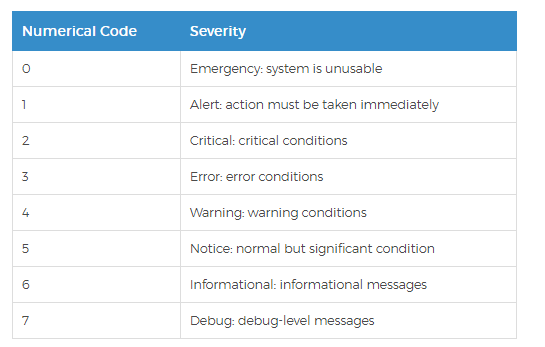 Numerical Code Severity
0 Emergency: system is unusable
1 Alert: action must be taken immediately
2 Critical: critical conditions
3 Error: error conditions
4 Warning: warning conditions
5 Notice: normal but significant condition
6 Informational: informational messages
7 Debug: debug-level messages